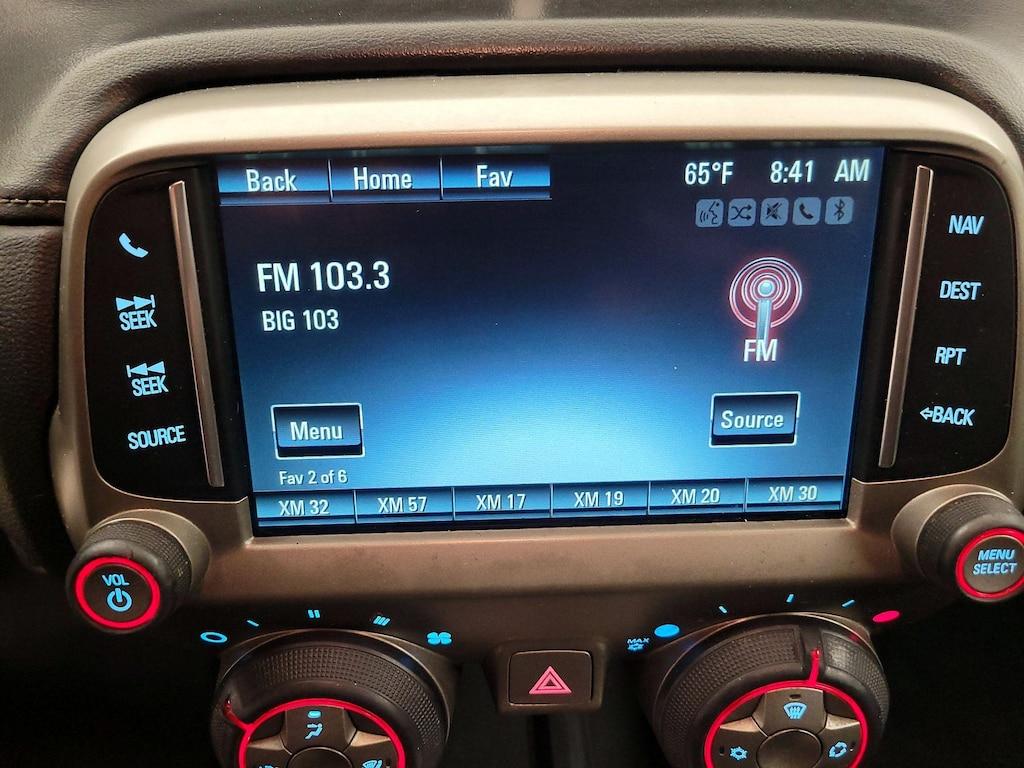 Back Home Fav 65°F 8:41 AM
FM 103.3
BIG 103
FM
Menu Source
Fav 2 of 6
XM 32 XM 57 XM 17 XM 19 XM 20 XM 30
SEEK
SEEK
SOURCE
NAV
DEST
RPT
BACK
VOL
MENU
SELECT
MAX